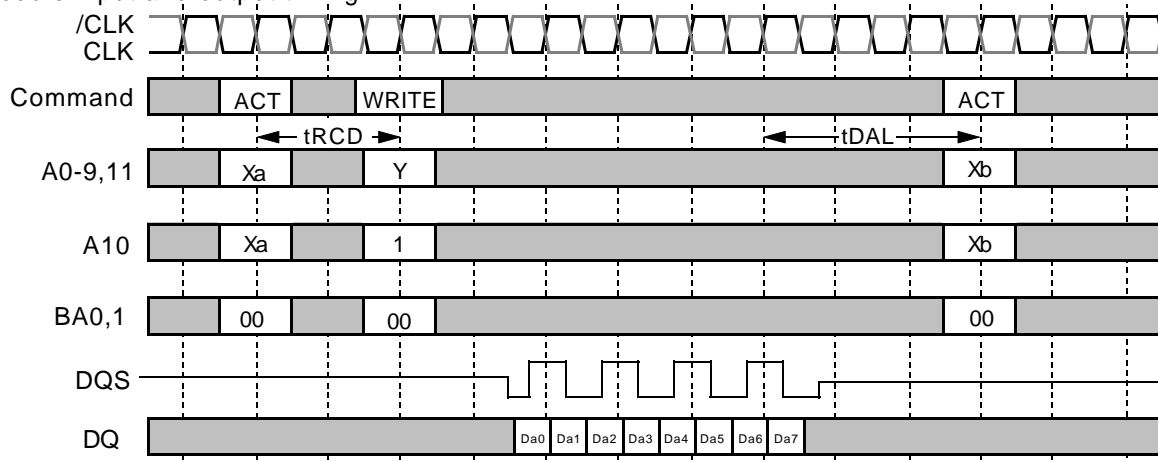 /CLK
CLK
Command ACT WRITE ACT
tRCD tDAL
A0-9,11 Xa Y Xb
A10 Xa 1 Xb
BA0,1 00 00 00
DQS
DQ Da0 Da1 Da2 Da3 Da4 Da5 Da6 Da7